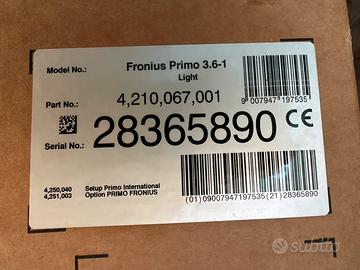 Model No.: Fronius Primo 3.6-1
Light
Part No.: 4,210,067,001
9 007947 197535
Serial No.: 28365890 CE
4,250,040 Setup Primo International
4,251,003 Option PRIMO FRONIUS
(01)09007947197535(21)28365890
subito